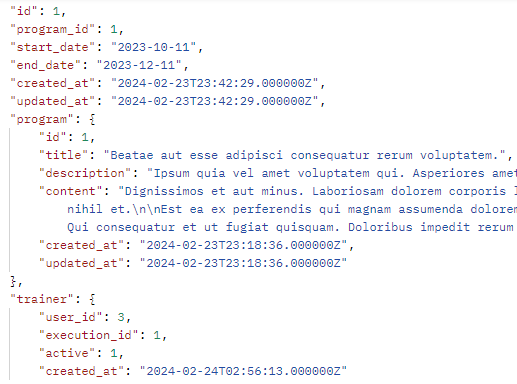 "id": 1,
"program_id": 1,
"start_date": "2023-10-11",
"end_date": "2023-12-11",
"created_at": "2024-02-23T23:42:29.000000Z",
"updated_at": "2024-02-23T23:42:29.000000Z",
"program": {
"id": 1,
"title": "Beatae aut esse adipisci consequatur rerum voluptatem.",
"description": "Ipsum quia vel amet voluptatem qui. Asperiores amet
"content": "Dignissimos et aut minus. Laboriosam dolorem corporis
nihil et.\n\nEst ea ex perferendis qui magnam assumenda dolorem
Qui consequatur et ut fugiat quisquam. Doloribus impedit rerum
"created_at": "2024-02-23T23:18:36.000000Z",
"updated_at": "2024-02-23T23:18:36.000000Z"
},
"trainer": {
"user_id": 3,
"execution_id": 1,
"active": 1,
"created_at": "2024-02-24T02:56:13.000000Z"